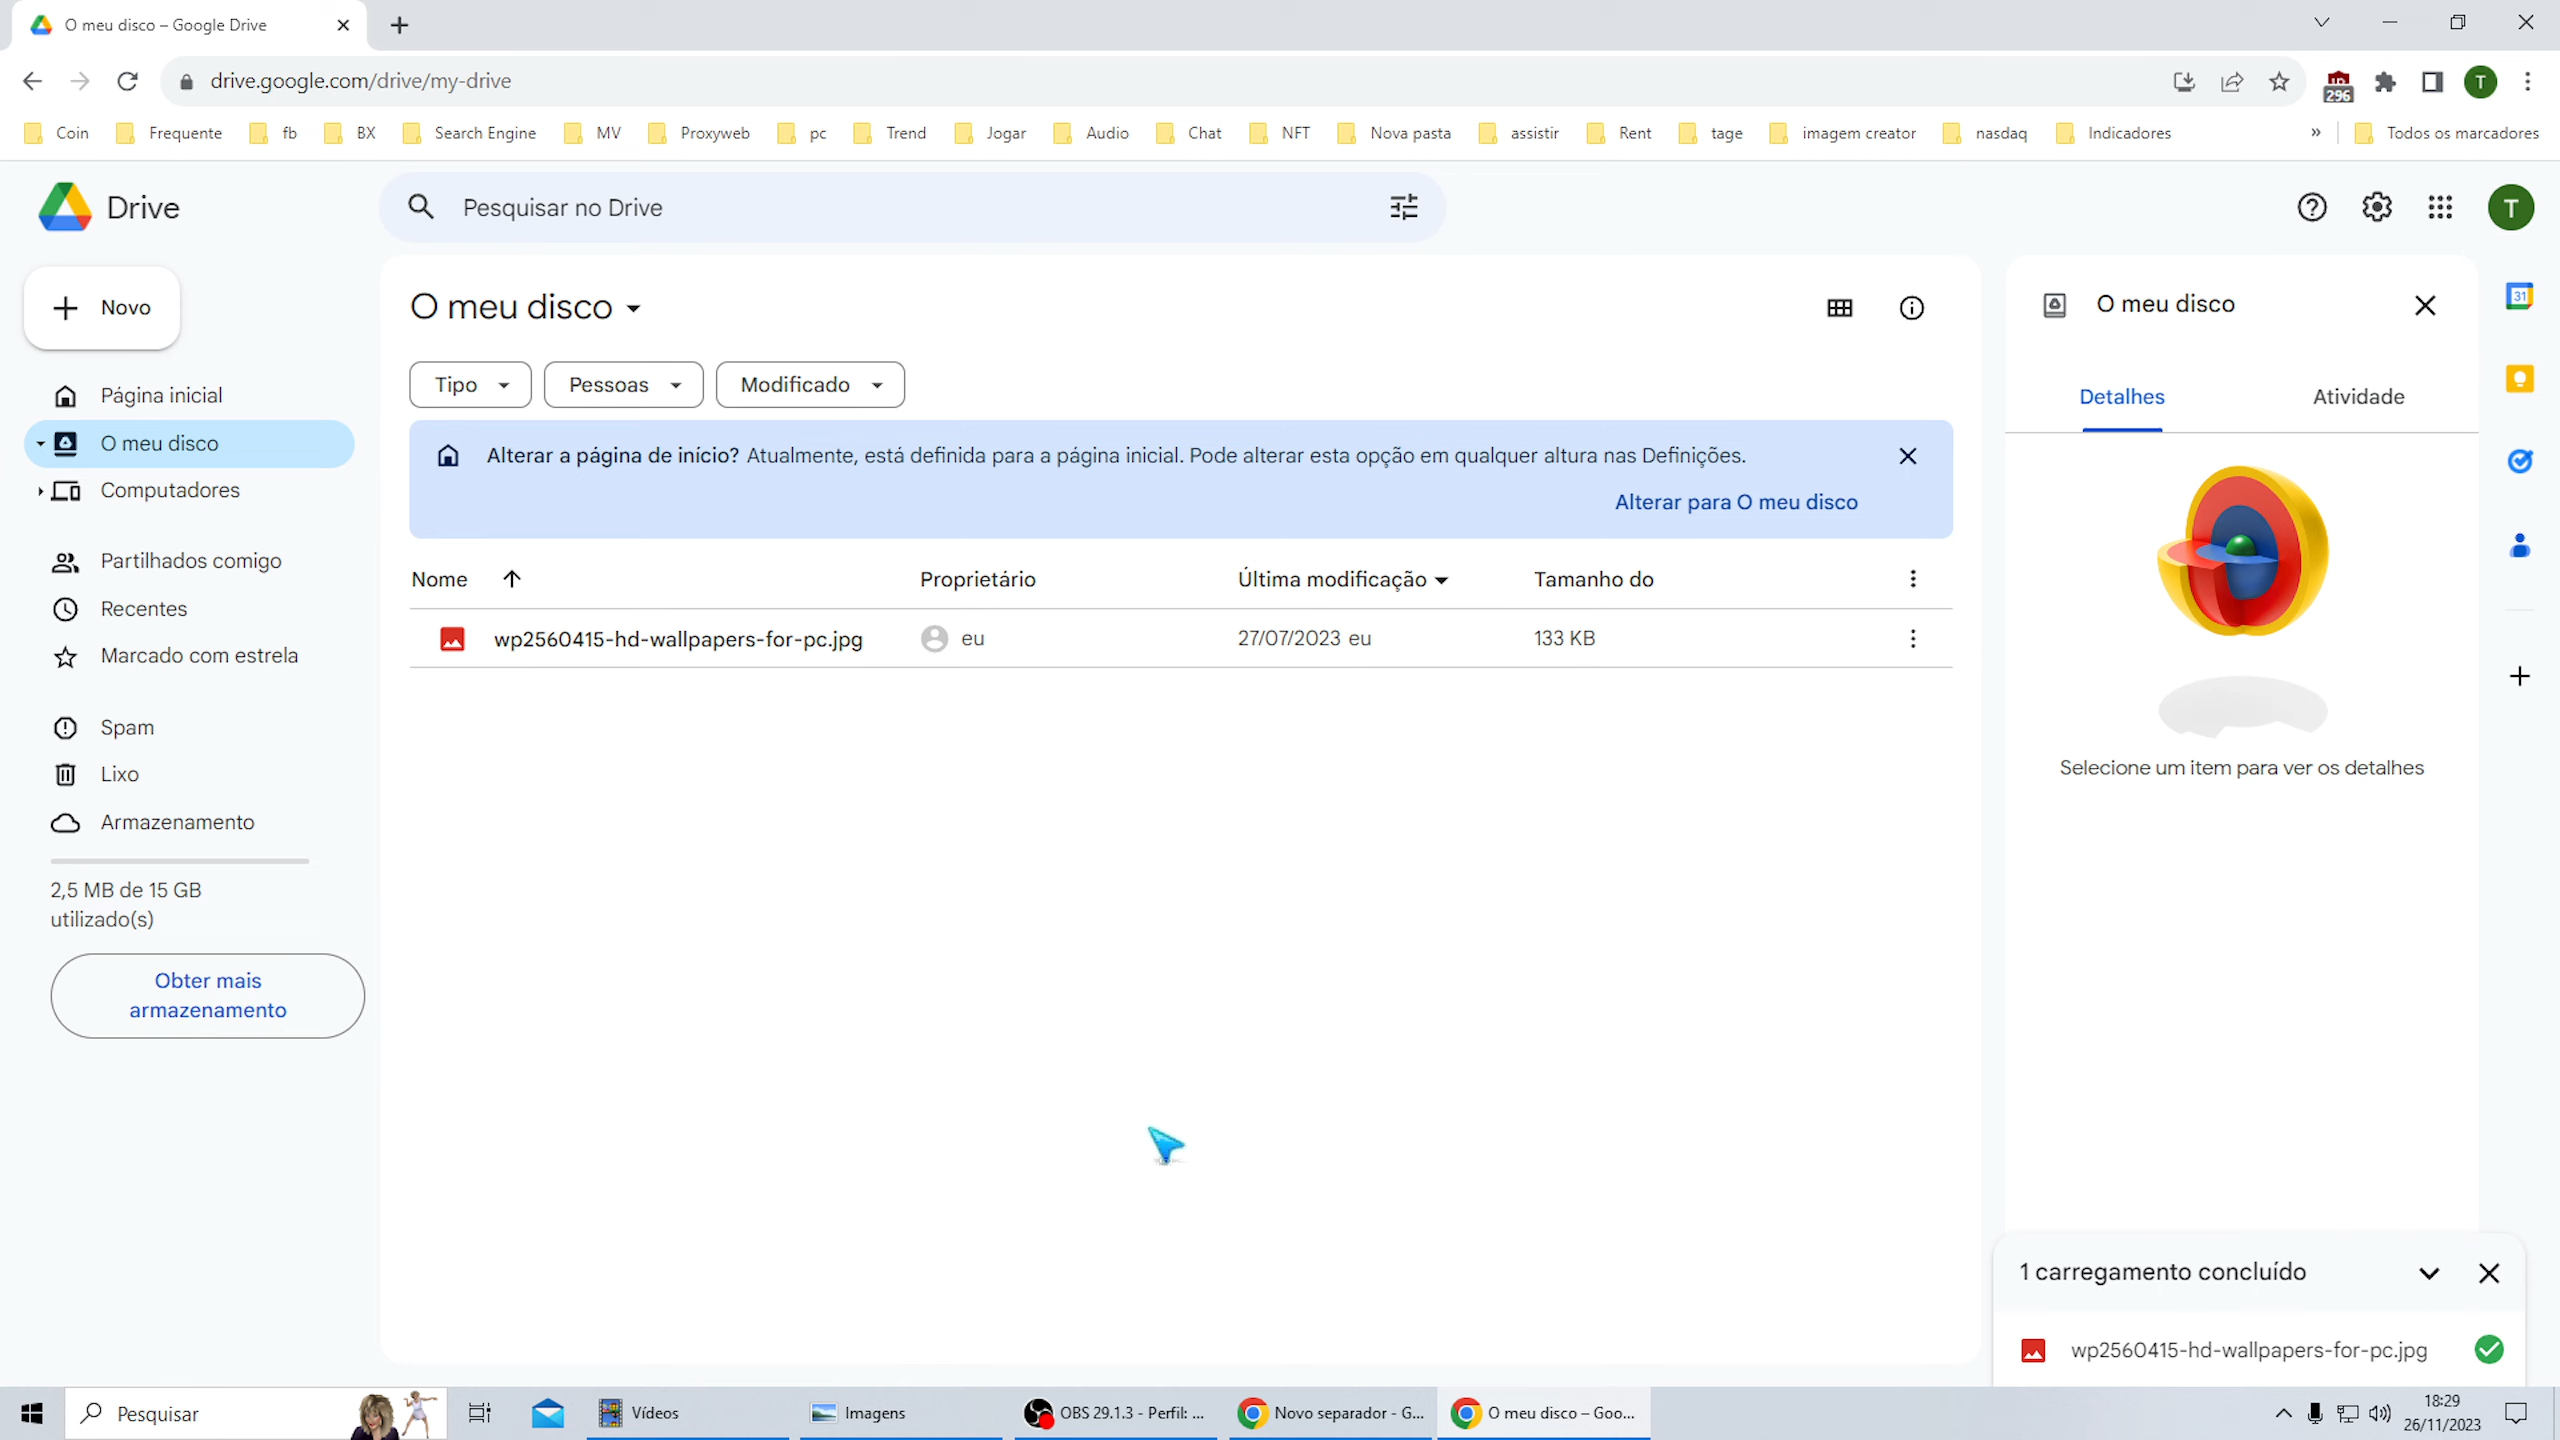 O meu disco – Google Drive
drive.google.com/drive/my-drive
296
T
Coin
Frequente
fb
BX
Search Engine
MV
Proxyweb
pc
Trend
Jogar
Audio
Chat
NFT
Nova pasta
assistir
Rent
tage
imagem creator
nasdaq
Indicadores
»
Todos os marcadores
Drive
Pesquisar no Drive
T
Novo
Página inicial
O meu disco
Computadores
Partilhados comigo
Recentes
Marcado com estrela
Spam
Lixo
Armazenamento
2,5 MB de 15 GB
utilizado(s)
Obter mais
armazenamento
O meu disco
Tipo
Pessoas
Modificado
Alterar a página de início? Atualmente, está definida para a página inicial. Pode alterar esta opção em qualquer altura nas Definições.
Alterar para O meu disco
Nome Proprietário Última modificação Tamanho do
wp2560415-hd-wallpapers-for-pc.jpg eu 27/07/2023 eu 133 KB
O meu disco
Detalhes
Atividade
Selecione um item para ver os detalhes
31
1 carregamento concluído
wp2560415-hd-wallpapers-for-pc.jpg
Pesquisar
Vídeos
Imagens
OBS 29.1.3 - Perfil: ...
Novo separador - G...
O meu disco – Goo...
18:29
26/11/2023